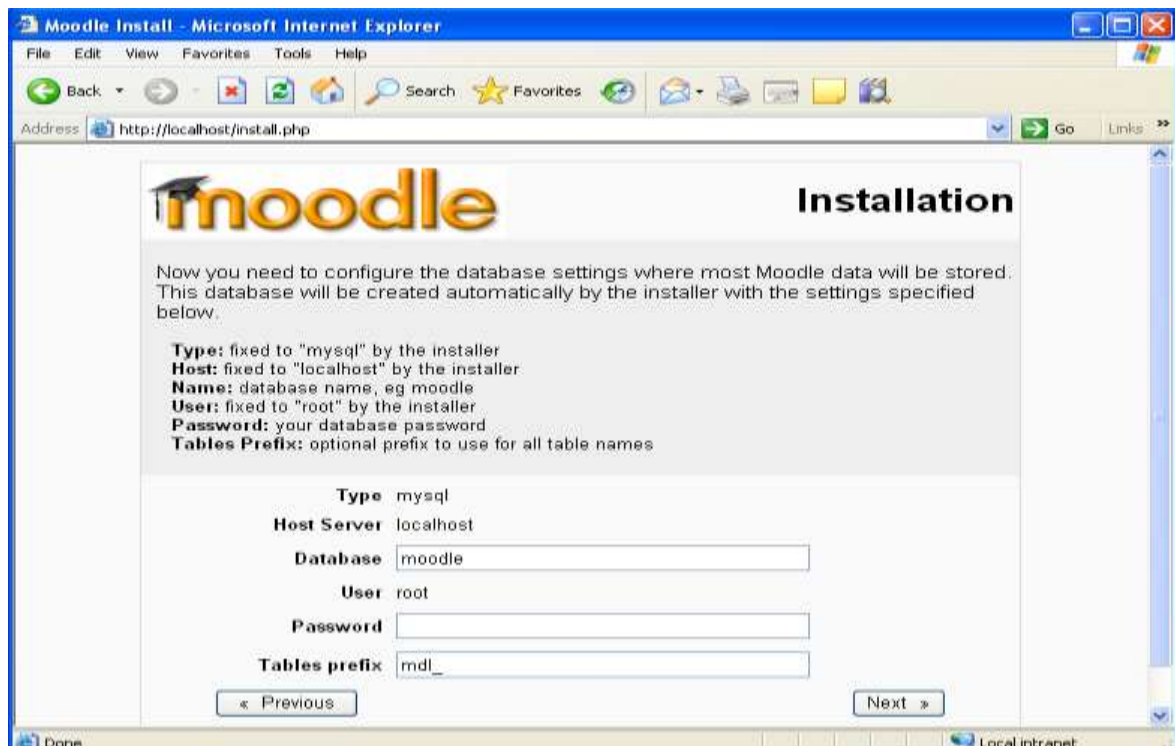 Moodle Install - Microsoft Internet Explorer
File Edit View Favorites Tools Help
Back Search Favorites
Address http://localhost/install.php Go Links »
moodle
Installation
Now you need to configure the database settings where most Moodle data will be stored.
This database will be created automatically by the installer with the settings specified
below.
Type: fixed to "mysql" by the installer
Host: fixed to "localhost" by the installer
Name: database name, eg moodle
User: fixed to "root" by the installer
Password: your database password
Tables Prefix: optional prefix to use for all table names
Type mysql
Host Server localhost
Database moodle
User root
Password
Tables prefix mdl_
« Previous Next »
Done Local intranet